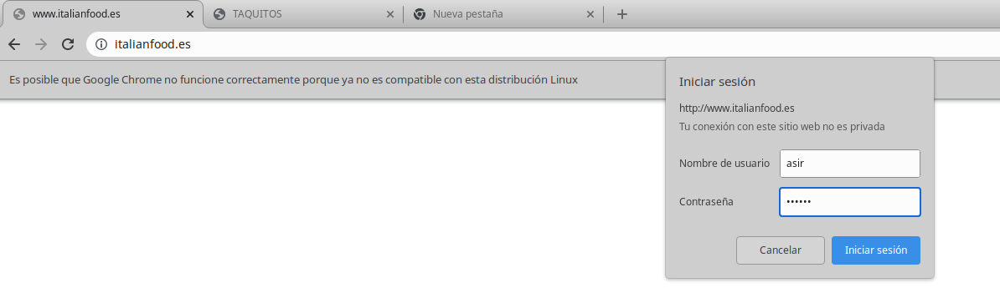 www.italianfood.es
TAQUITOS
Nueva pestaña
italianfood.es
Es posible que Google Chrome no funcione correctamente porque ya no es compatible con esta distribución Linux
Iniciar sesión
http://www.italianfood.es
Tu conexión con este sitio web no es privada
Nombre de usuario asir
Contraseña ••••••
Cancelar Iniciar sesión